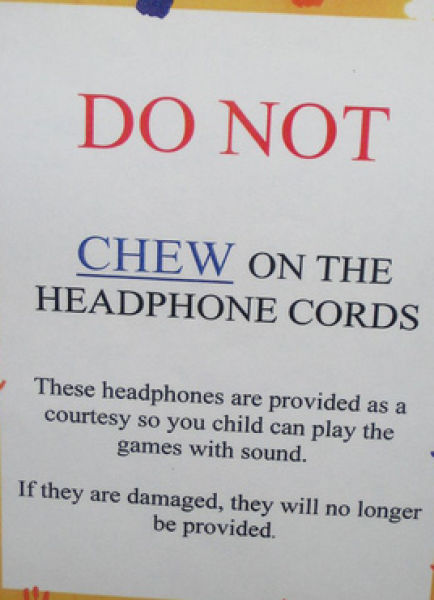 DO NOT
CHEW ON THE
HEADPHONE CORDS
These headphones are provided as a
courtesy so you child can play the
games with sound.
If they are damaged, they will no longer
be provided.